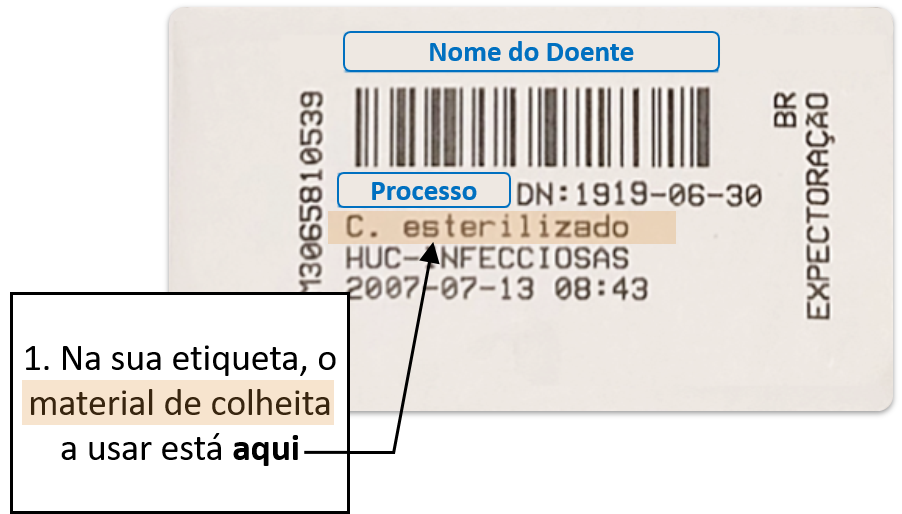 Nome do Doente
M3065810539
BR
EXPECTORAÇÃO
Processo
DN:1919-06-30
C. esterilizado
HUC-INFECCIOSAS
2007-07-13 08:43
1. Na sua etiqueta, o
material de colheita
a usar está aqui